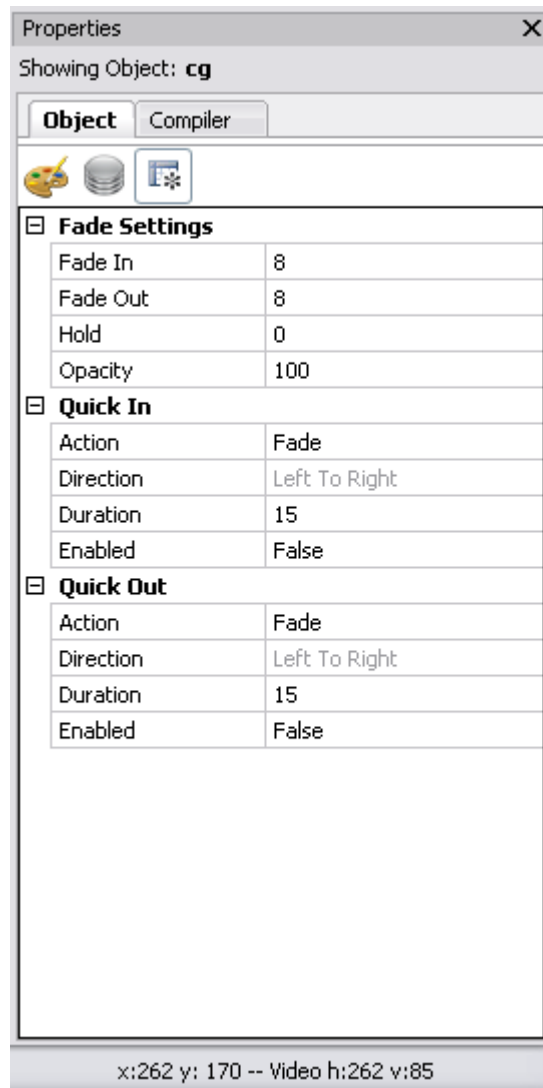 Properties
Showing Object: cg
Object Compiler
Fade Settings
Fade In 8
Fade Out 8
Hold 0
Opacity 100
Quick In
Action Fade
Direction Left To Right
Duration 15
Enabled False
Quick Out
Action Fade
Direction Left To Right
Duration 15
Enabled False
x:262 y: 170 -- Video h:262 v:85